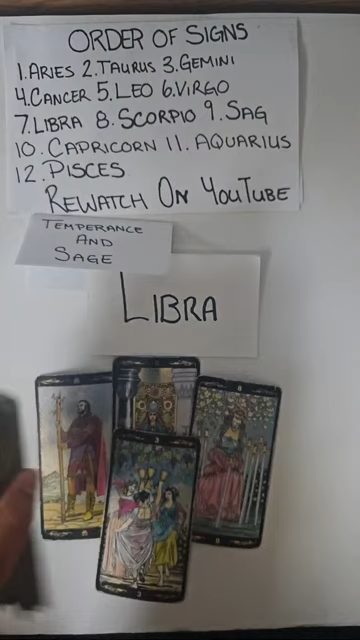 ORDER OF SIGNS
1. ARIES 2. TAURUS 3. GEMINI
4. CANCER 5. LEO 6. VIRGO
7. LIBRA 8. SCORPIO 9. SAG
10. CAPRICORN 11. AQUARIUS
12. PISCES
REWATCH ON YOUTUBE
TEMPERANCE
AND
SAGE
LIBRA